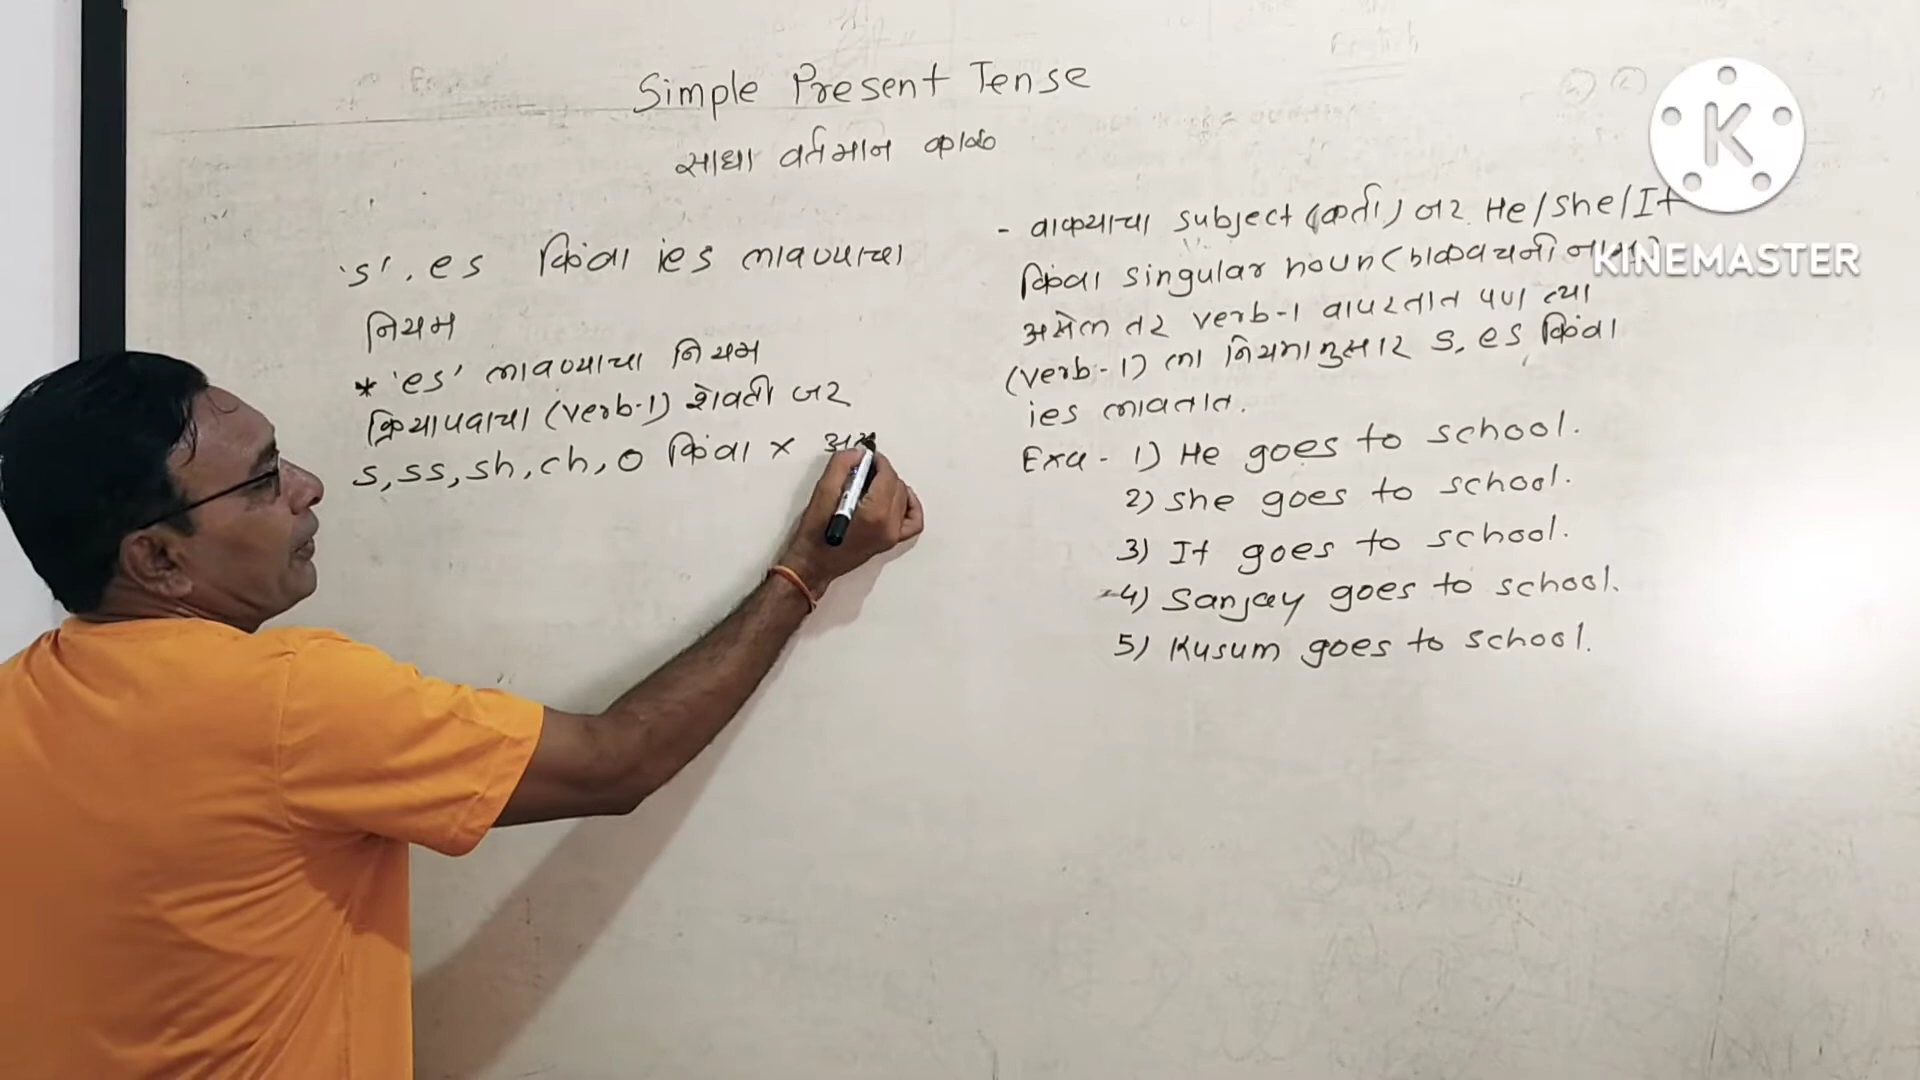 Simple Present Tense
साधा वर्तमान काळ
's', es किंवा ies लावण्याचा
नियम
* 'es' लावण्याचा नियम
क्रियापदाचा (verb-1) शेवटी जर
s, ss, sh, ch, o किंवा x
- वाक्याचा subject (कर्ता) जर He/she/It
किंवा singular noun (एकवचनी
असेल तर verb-1 वापरतात पण त्या
(verb-1) ला नियमानुसार s, es किंवा
ies लावतात.
Exa - 1) He goes to school.
2) she goes to school.
3) It goes to school.
4) Sanjay goes to school.
5) Kusum goes to school.
K
KINEMASTER